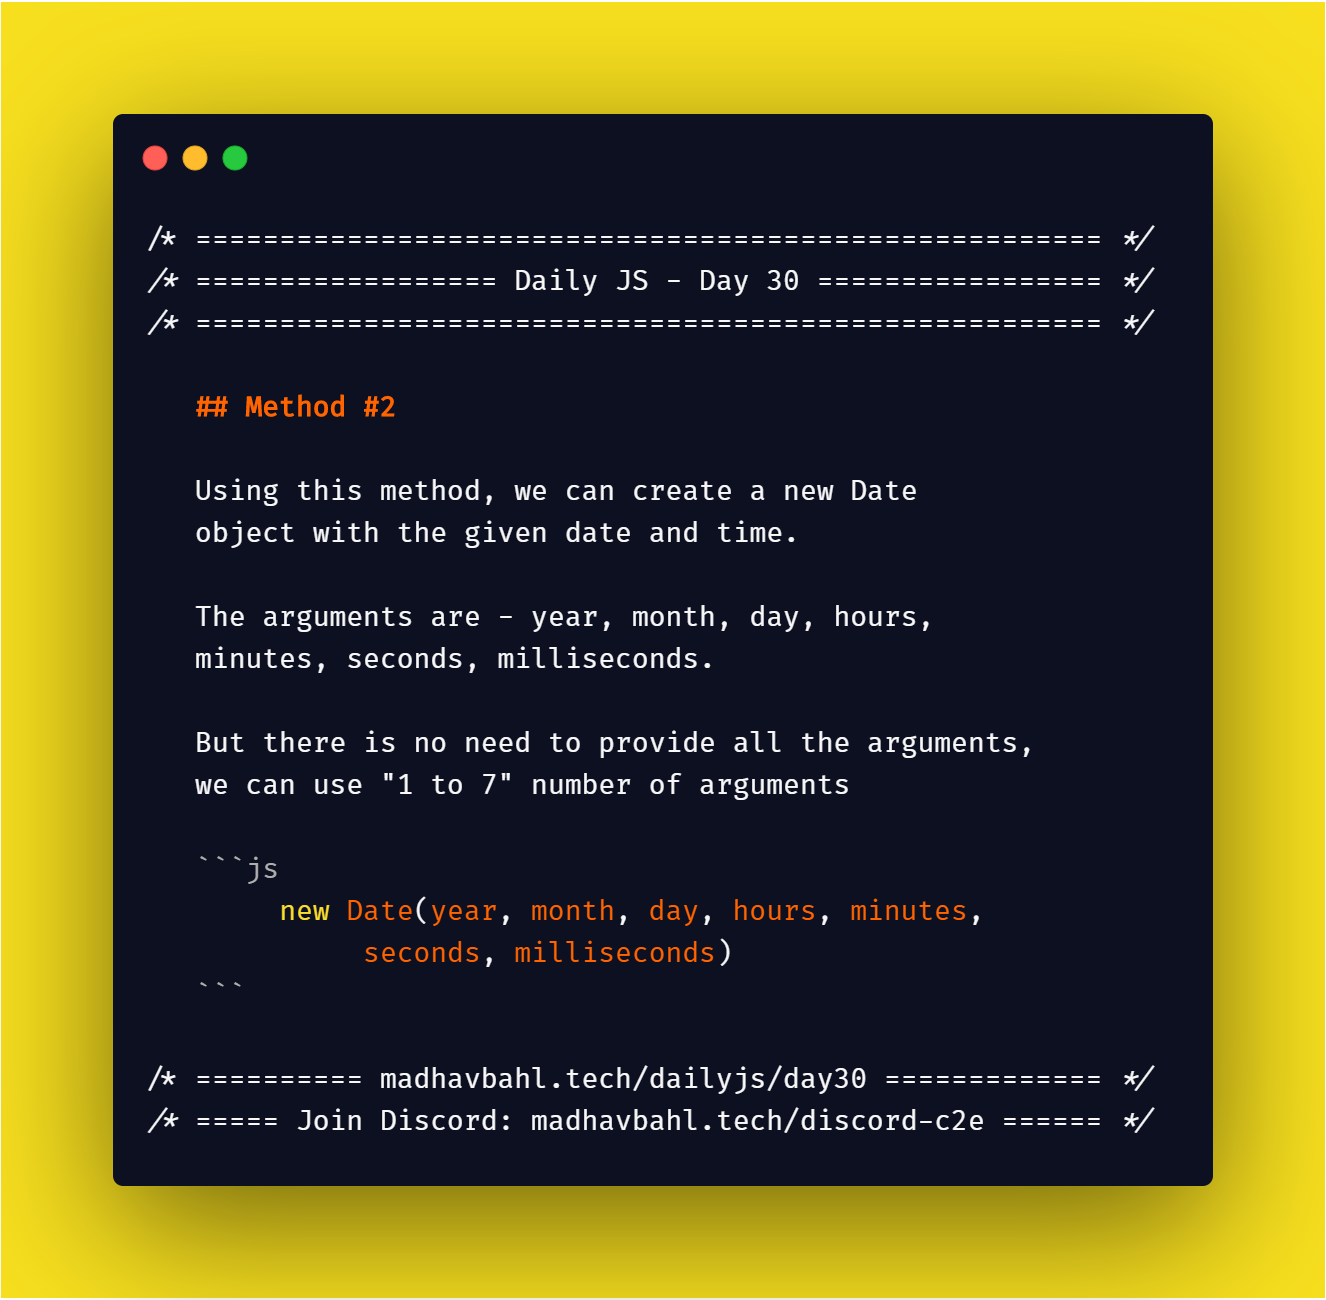 /* ====================================================== */
/* ================== Daily JS - Day 30 ================= */
/* ====================================================== */
## Method #2
Using this method, we can create a new Date
object with the given date and time.
The arguments are - year, month, day, hours,
minutes, seconds, milliseconds.
But there is no need to provide all the arguments,
we can use "1 to 7" number of arguments
```js
new Date(year, month, day, hours, minutes,
seconds, milliseconds)
```
/* ========== madhavbahl.tech/dailyjs/day30 ============= */
/* ===== Join Discord: madhavbahl.tech/discord-c2e ====== */